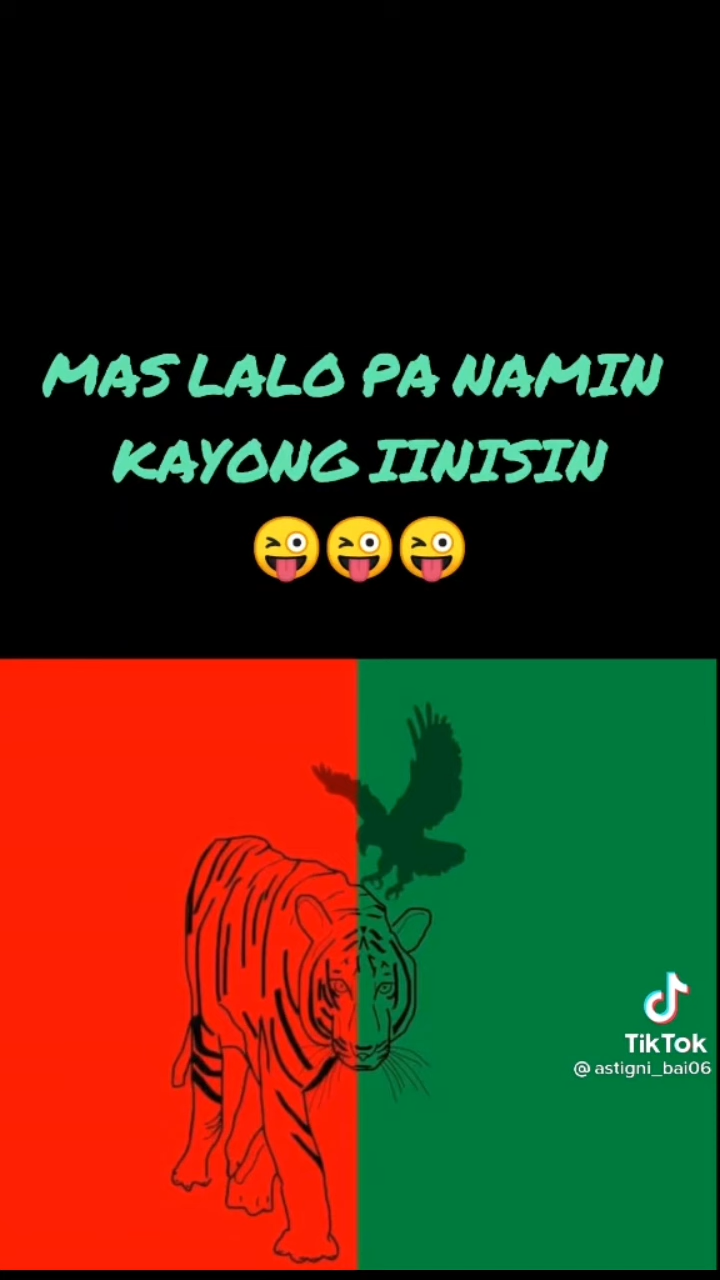 MAS LALO PA NAMIN
KAYONG IINISIN
😜😜😜
TikTok
@astigni_bai06